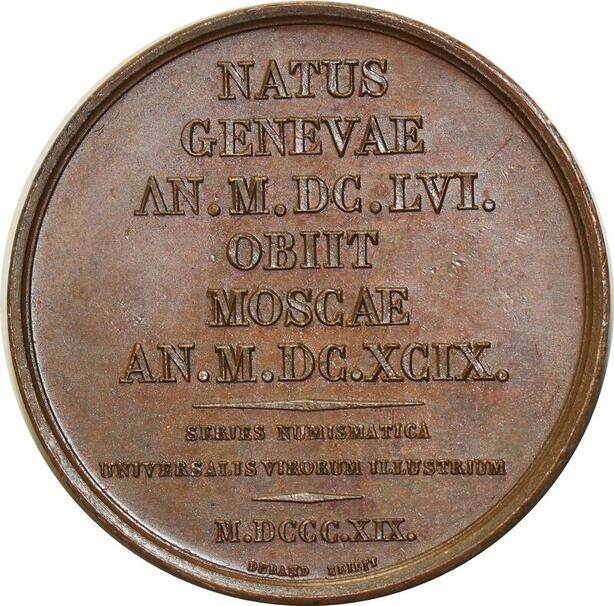 NATUS
GENEVAE
AN. M. DC. LVI.
OBIIT
MOSCAE
AN. M. DC. XCIX.
SERIES NUMISMATICA
UNIVERSALIS VIRORUM ILLUSTRIUM
M.DCCC.XIX.
DURAND EDIDIT